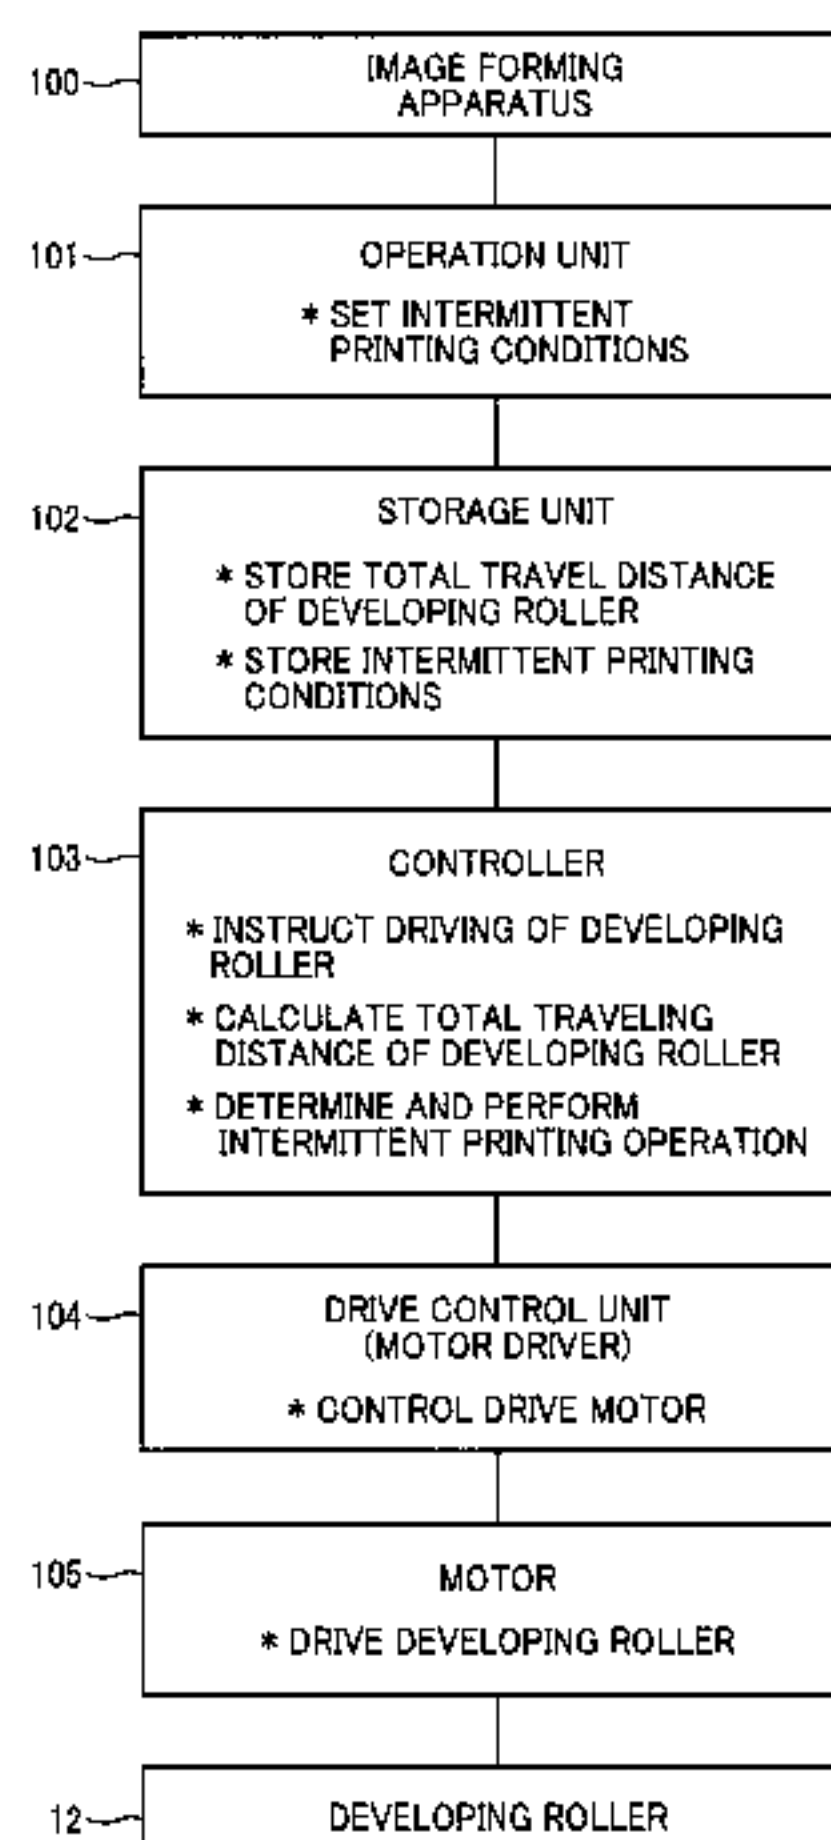 100
IMAGE FORMING
APPARATUS
101
OPERATION UNIT
* SET INTERMITTENT
PRINTING CONDITIONS
102
STORAGE UNIT
* STORE TOTAL TRAVEL DISTANCE
OF DEVELOPING ROLLER
* STORE INTERMITTENT PRINTING
CONDITIONS
103
CONTROLLER
* INSTRUCT DRIVING OF DEVELOPING
ROLLER
* CALCULATE TOTAL TRAVELING
DISTANCE OF DEVELOPING ROLLER
* DETERMINE AND PERFORM
INTERMITTENT PRINTING OPERATION
104
DRIVE CONTROL UNIT
(MOTOR DRIVER)
* CONTROL DRIVE MOTOR
105
MOTOR
* DRIVE DEVELOPING ROLLER
12
DEVELOPING ROLLER